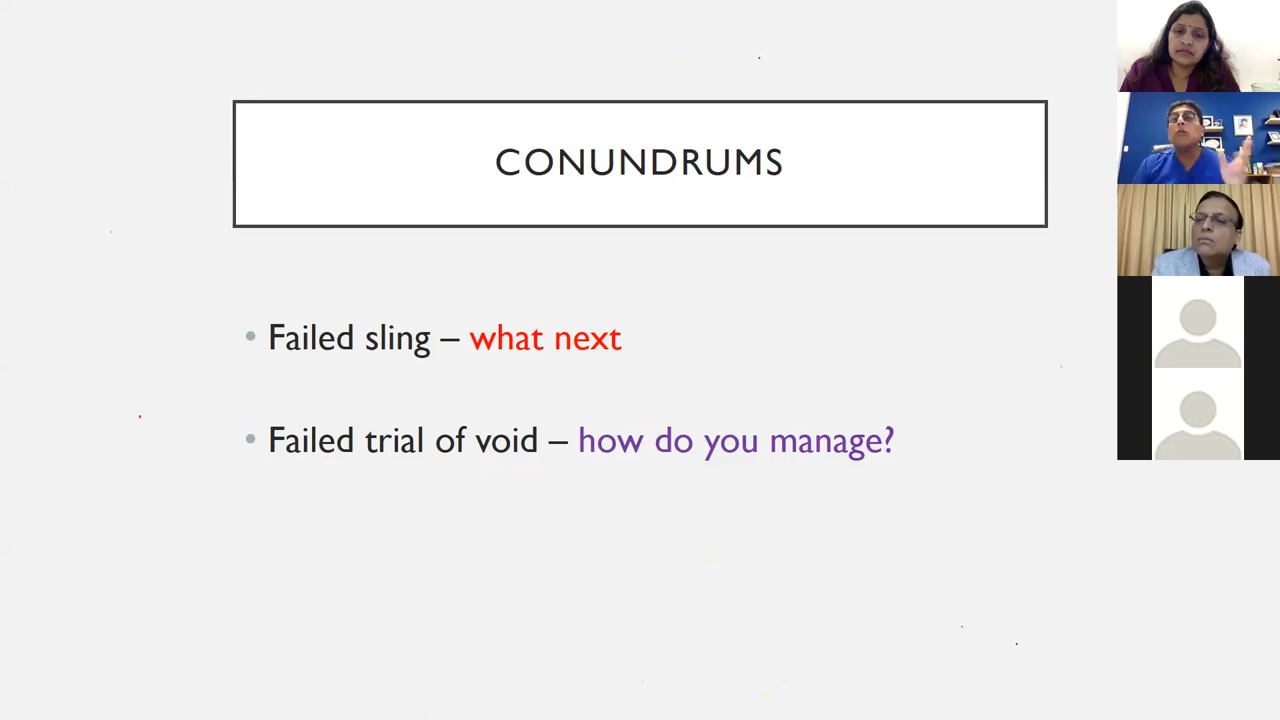 CONUNDRUMS
• Failed sling – what next
• Failed trial of void – how do you manage?